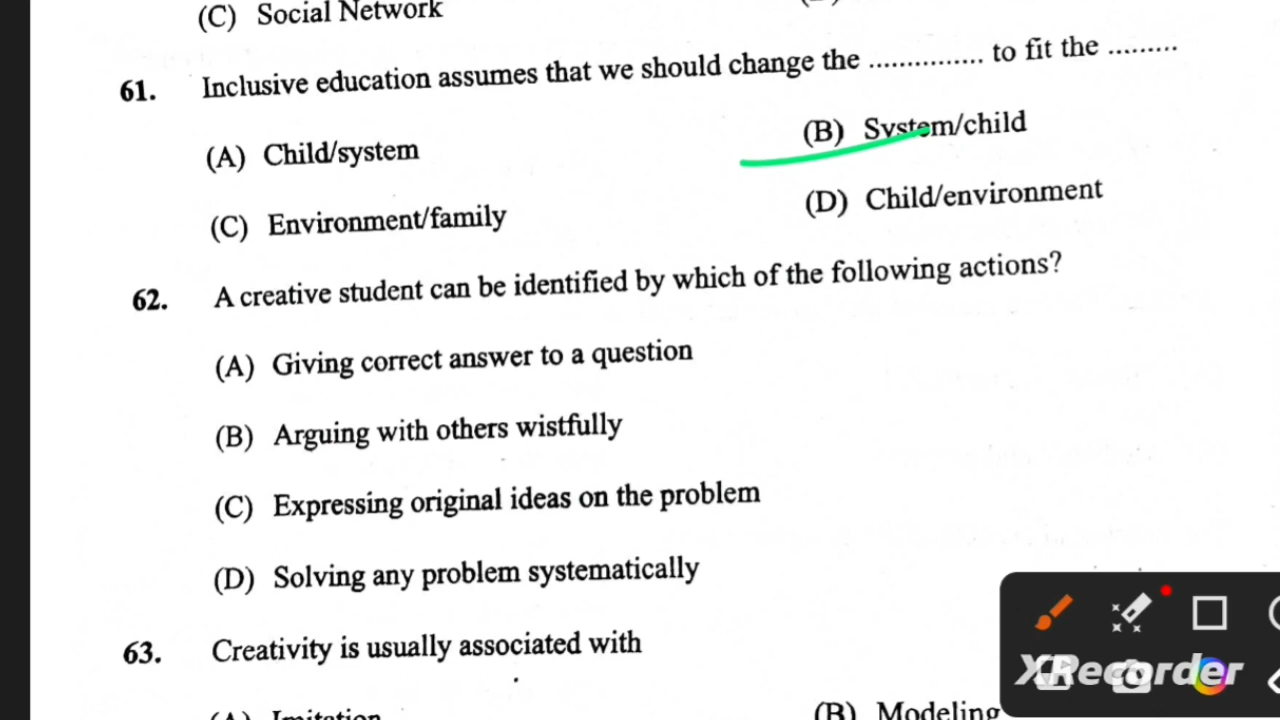 (C) Social Network
61. Inclusive education assumes that we should change the ............... to fit the .........
(A) Child/system (B) System/child
(C) Environment/family (D) Child/environment
62. A creative student can be identified by which of the following actions?
(A) Giving correct answer to a question
(B) Arguing with others wistfully
(C) Expressing original ideas on the problem
(D) Solving any problem systematically
63. Creativity is usually associated with
(A) Imitation (B) Modeling
XRecorder